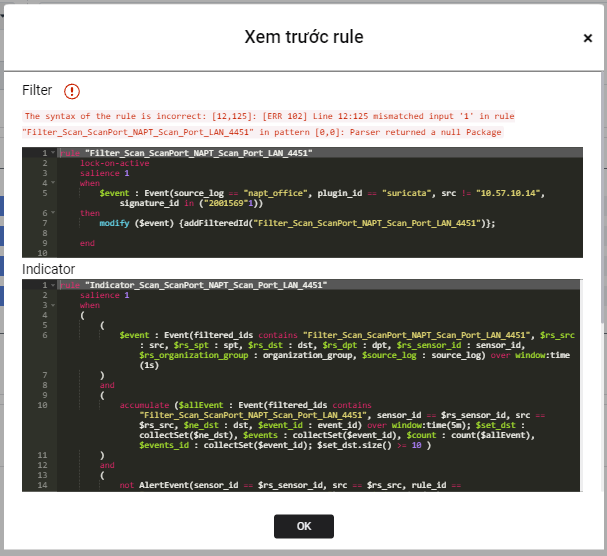 Xem trước rule
×
Filter
The syntax of the rule is incorrect: [12,125]: [ERR 102] Line 12:125 mismatched input '1' in rule
"Filter_Scan_ScanPort_NAPT_Scan_Port_LAN_4451" in pattern [0,0]: Parser returned a null Package
1 rule "Filter_Scan_ScanPort_NAPT_Scan_Port_LAN_4451"
2 lock-on-active
3 salience 1
4 when
5 $event : Event(source_log == "napt_office", plugin_id == "suricata", src != "10.57.10.14",
signature_id in ("2001569"1))
6 then
7 modify ($event) {addFilteredId("Filter_Scan_ScanPort_NAPT_Scan_Port_LAN_4451")};
8
9 end
10
Indicator
1 rule "Indicator_Scan_ScanPort_NAPT_Scan_Port_LAN_4451"
2 salience 1
3 when
4 (
5 (
6 $event : Event(filtered_ids contains "Filter_Scan_ScanPort_NAPT_Scan_Port_LAN_4451", $rs_src
: src, $rs_spt : spt, $rs_dst : dst, $rs_dpt : dpt, $rs_sensor_id : sensor_id,
$rs_organization_group : organization_group, $source_log : source_log) over window:time
(1s)
7 )
8 and
9 (
10 accumulate ($allEvent : Event(filtered_ids contains
"Filter_Scan_ScanPort_NAPT_Scan_Port_LAN_4451", sensor_id == $rs_sensor_id, src ==
$rs_src, $ne_dst : dst, $event_id : event_id) over window:time(5m); $set_dst :
collectSet($ne_dst), $events : collectSet($event_id), $count : count($allEvent),
$events_id : collectSet($event_id); $set_dst.size() >= 10 )
11 )
12 and
13 (
14 not AlertEvent(sensor_id == $rs_sensor_id, src == $rs_src, rule_id ==
OK